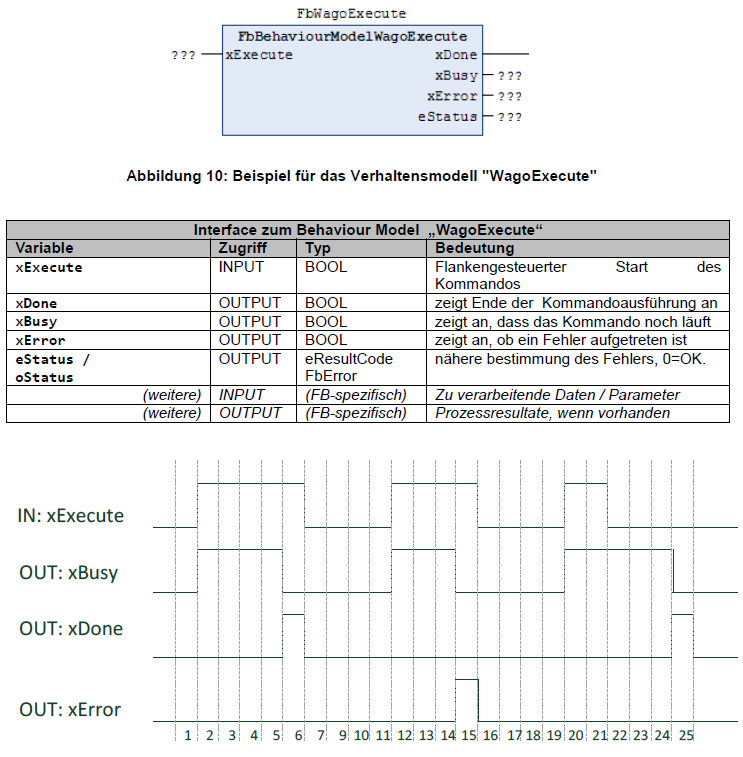 FbWagoExecute
FbBehaviourModelWagoExecute
??? xExecute xDone
xBusy ???
xError ???
eStatus ???
Abbildung 10: Beispiel für das Verhaltensmodell "WagoExecute"
Interface zum Behaviour Model „WagoExecute“
Variable Zugriff Typ Bedeutung
xExecute INPUT BOOL Flankengesteuerter Start des
Kommandos
xDone OUTPUT BOOL zeigt Ende der Kommandoausführung an
xBusy OUTPUT BOOL zeigt an, dass das Kommando noch läuft
xError OUTPUT BOOL zeigt an, ob ein Fehler aufgetreten ist
eStatus / OUTPUT eResultCode nähere bestimmung des Fehlers, 0=OK.
oStatus FbError
(weitere) INPUT (FB-spezifisch) Zu verarbeitende Daten / Parameter
(weitere) OUTPUT (FB-spezifisch) Prozessresultate, wenn vorhanden
IN: xExecute
OUT: xBusy
OUT: xDone
OUT: xError
1 2 3 4 5 6 7 9 10 11 12 13 14 15 16 17 18 19 20 21 22 23 24 25